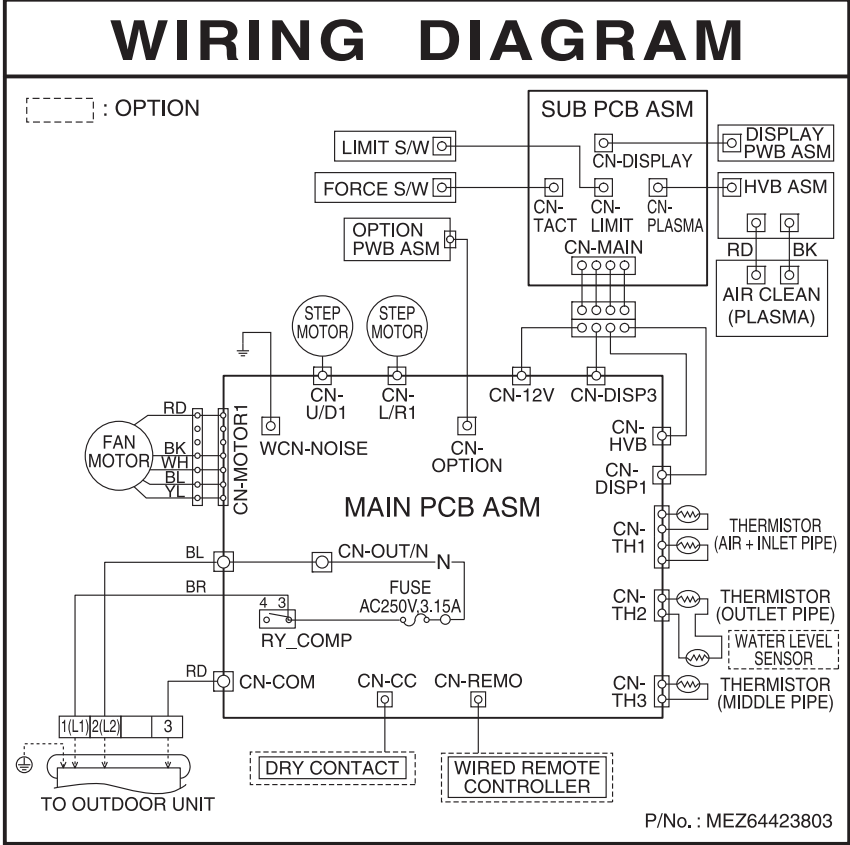 WIRING DIAGRAM
: OPTION
SUB PCB ASM
LIMIT S/W
FORCE S/W
OPTION
PWB ASM
CN-DISPLAY
DISPLAY
PWB ASM
HVB ASM
CN-
TACT
CN-
LIMIT
CN-
PLASMA
CN-MAIN
RD
BK
AIR CLEAN
(PLASMA)
STEP
MOTOR
STEP
MOTOR
CN-
U/D1
CN-
L/R1
CN-12V
CN-DISP3
WCN-NOISE
CN-
OPTION
CN-
HVB
CN-
DISP1
FAN
MOTOR
RD
BK
WH
BL
YL
CN-MOTOR1
MAIN PCB ASM
CN-
TH1
THERMISTOR
(AIR + INLET PIPE)
BL
CN-OUT/N
N
BR
FUSE
AC250V,3.15A
4 3
RY_COMP
CN-
TH2
THERMISTOR
(OUTLET PIPE)
WATER LEVEL
SENSOR
RD
CN-COM
CN-CC
CN-REMO
CN-
TH3
THERMISTOR
(MIDDLE PIPE)
1(L1) 2(L2) 3
DRY CONTACT
WIRED REMOTE
CONTROLLER
TO OUTDOOR UNIT
P/No. : MEZ64423803